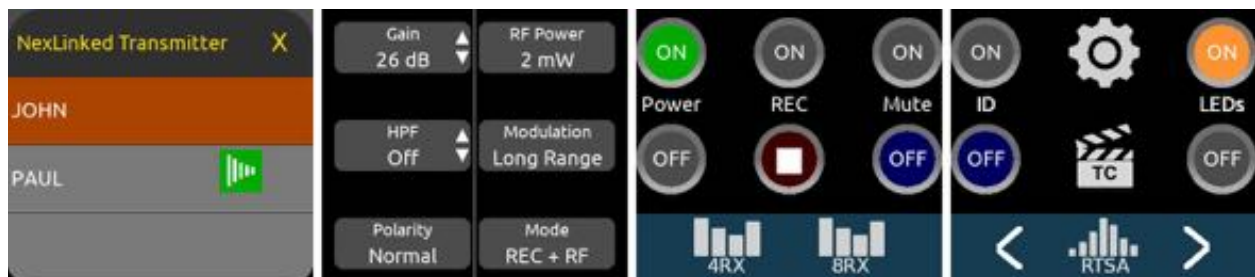 NexLinked Transmitter X
JOHN
PAUL
Gain
26 dB
RF Power
2 mW
HPF
Off
Modulation
Long Range
Polarity
Normal
Mode
REC + RF
ON ON ON
Power REC Mute
OFF OFF
4RX 8RX
ON ON
ID LEDs
OFF TC OFF
RTSA